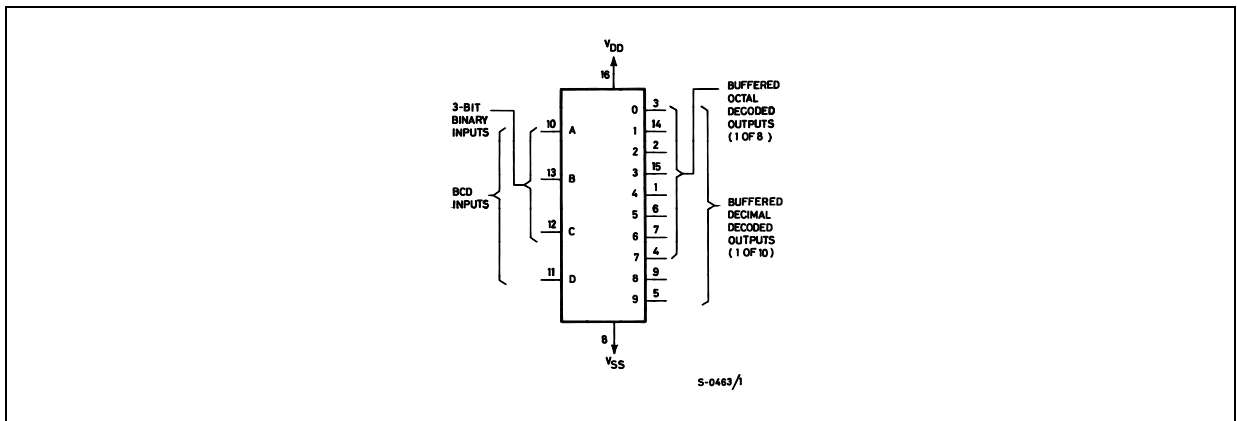 VDD
16
3-BIT
BINARY
INPUTS
BCD
INPUTS
10 A
13 B
12 C
11 D
0 3
1 14
2 2
3 15
4 1
5 6
6 7
7 4
8 9
9 5
BUFFERED
OCTAL
DECODED
OUTPUTS
(1 OF 8)
BUFFERED
DECIMAL
DECODED
OUTPUTS
(1 OF 10)
8
VSS
S-0463/1